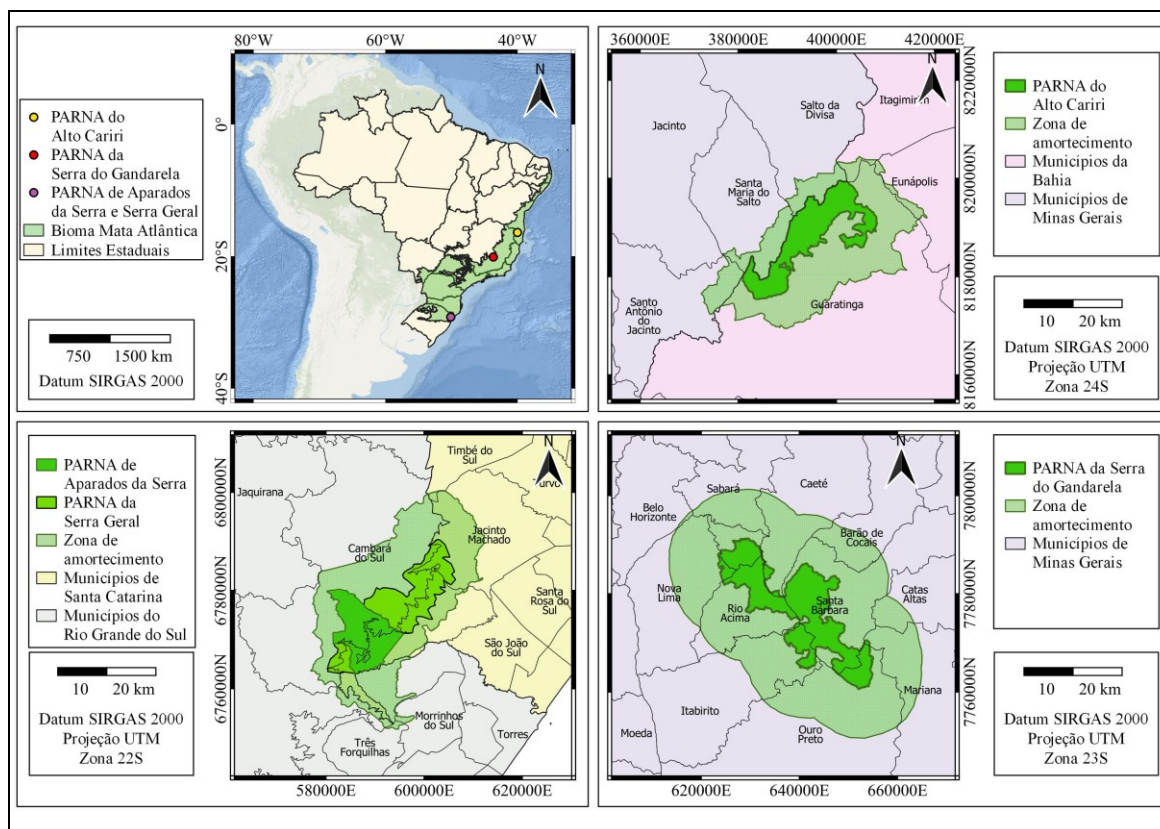 80°W 60°W 40°W
N
0°
20°S
40°S
PARNA do
Alto Cariri
PARNA da
Serra do Gandarela
PARNA de Aparados
da Serra e Serra Geral
Bioma Mata Atlântica
Limites Estaduais
750 1500 km
Datum SIRGAS 2000
360000E 380000E 400000E 420000E
N
8220000N
8200000N
8180000N
8160000N
Salto da
Divisa
Itagimirim
Jacinto
Santa
Maria do
Salto
Eunápolis
Guaratinga
Santo
Antônio
do
Jacinto
PARNA do
Alto Cariri
Zona de
amortecimento
Municípios da
Bahia
Municípios de
Minas Gerais
10 20 km
Datum SIRGAS 2000
Projeção UTM
Zona 24S
PARNA de
Aparados da Serra
PARNA da
Serra Geral
Zona de
amortecimento
Municípios de
Santa Catarina
Municípios do
Rio Grande do Sul
10 20 km
Datum SIRGAS 2000
Projeção UTM
Zona 22S
6800000N
6780000N
6760000N
N
Timbé do
Sul
Jaquirana
Jacinto
Machado
Cambará
do Sul
Santa
Rosa do
Sul
São João
do Sul
Morrinhos
do Sul
Torres
Três
Forquilhas
580000E 600000E 620000E
N
Sabará
Caeté
Belo
Horizonte
Barão de
Cocais
Nova
Lima
Rio
Acima
Santa
Bárbara
Catas
Altas
Mariana
Itabirito
Moeda
Ouro
Preto
7800000N
7780000N
7760000N
620000E 640000E 660000E
PARNA da Serra
do Gandarela
Zona de
amortecimento
Municípios de
Minas Gerais
10 20 km
Datum SIRGAS 2000
Projeção UTM
Zona 23S